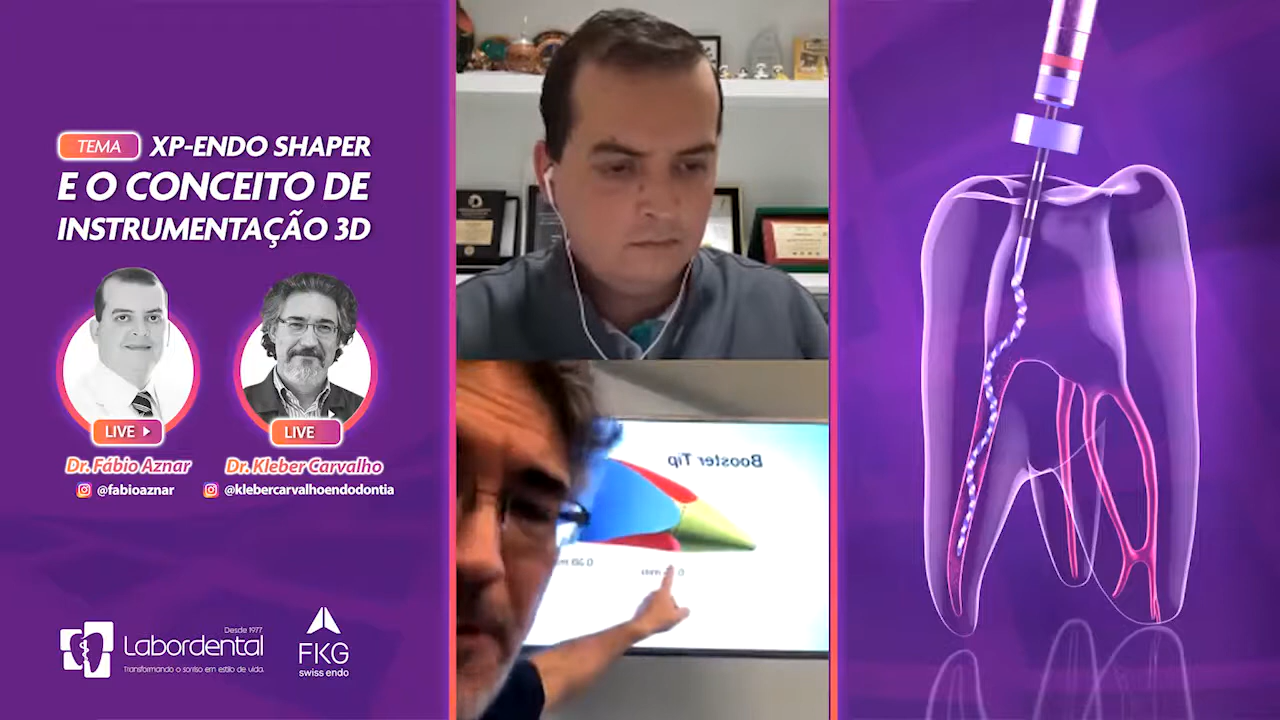 TEMA XP-ENDO SHAPER
E O CONCEITO DE
INSTRUMENTAÇÃO 3D
LIVE
LIVE
Dr. Fábio Aznar
Dr. Kleber Carvalho
@fabioaznar
@klebercarvalhoendodontia
Desde 1977
Labordental
Transformando o sorriso em estilo de vida.
FKG
swiss endo
Booster Tip